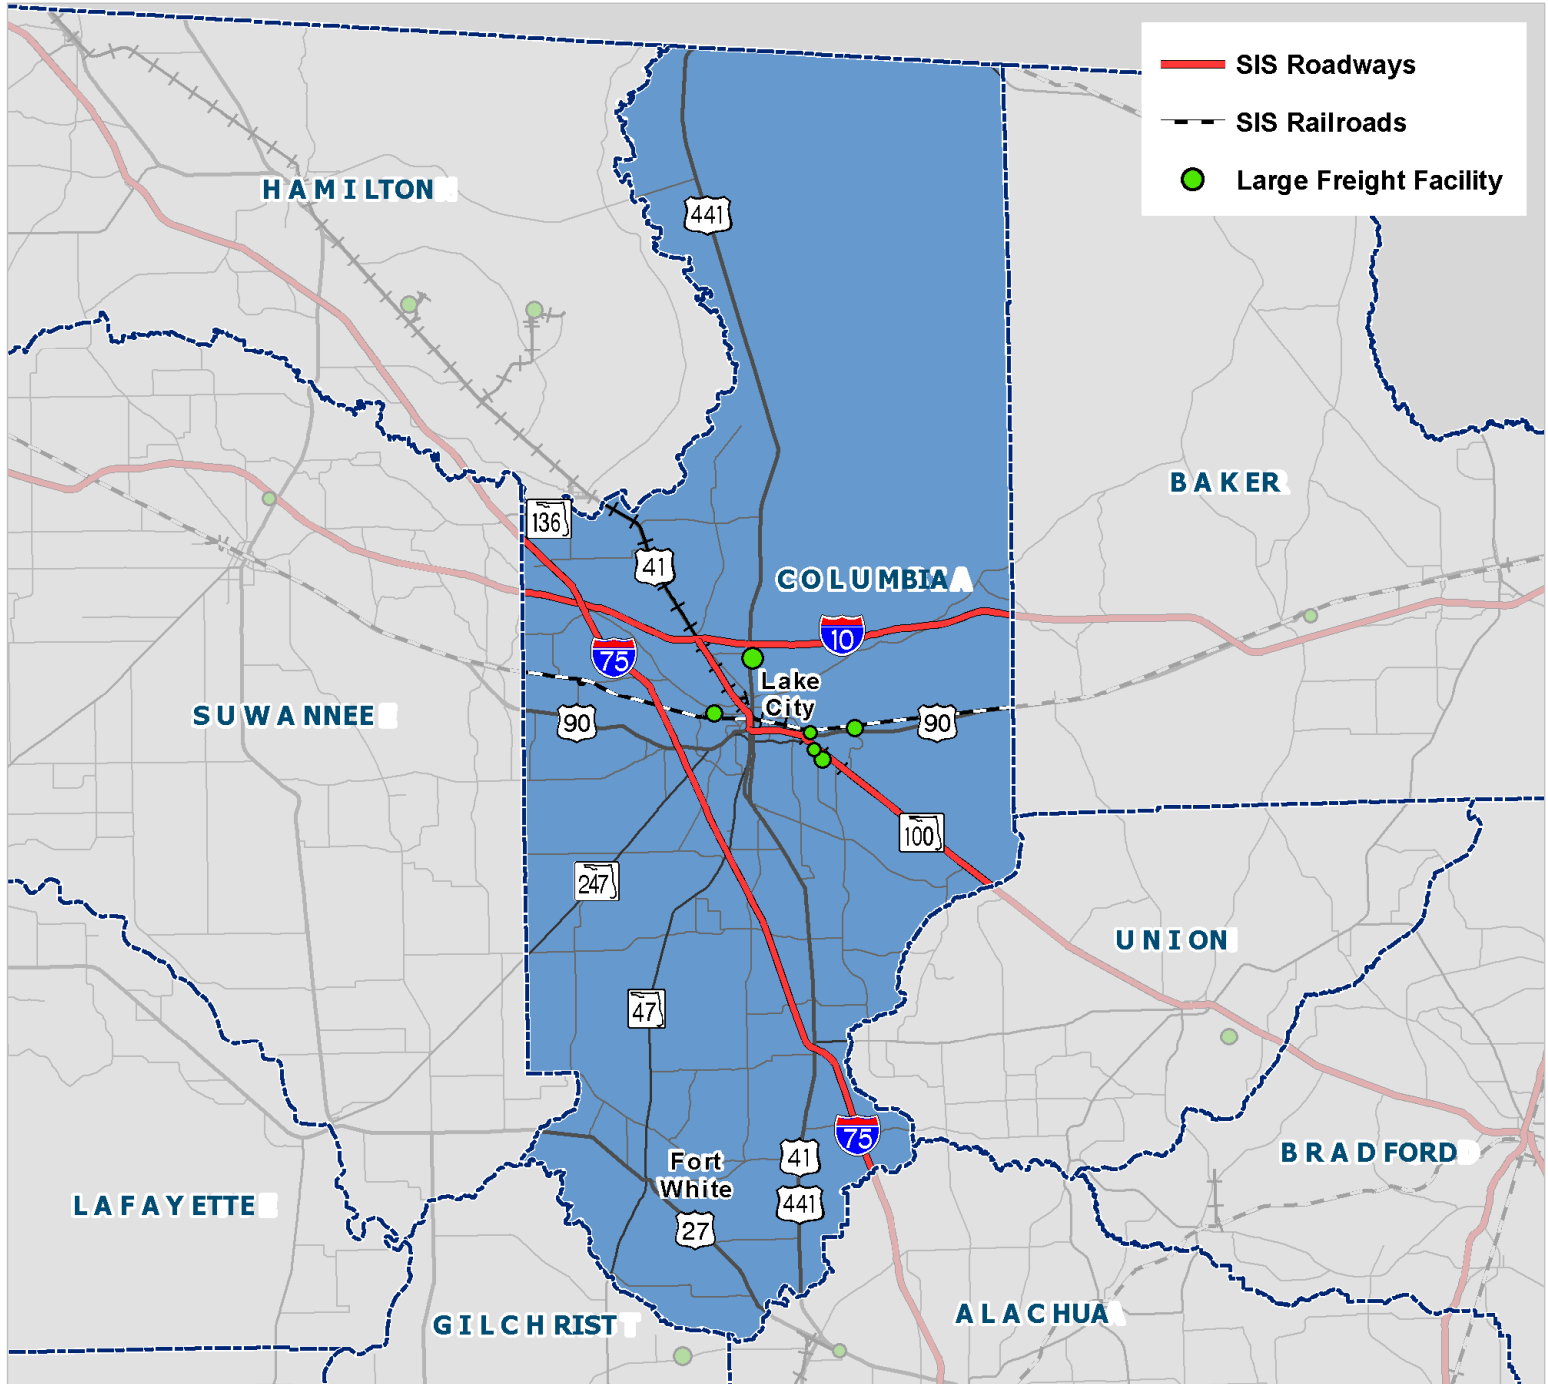 SIS Roadways
SIS Railroads
Large Freight Facility
HAMILTON
441
BAKER
136
41
COLUMBIA
10
75
Lake
City
SUWANNEE
90
90
100
247
UNION
47
75
BRADFORD
41
Fort
White
441
LAFAYETTE
27
ALACHUA
GILCHRIST